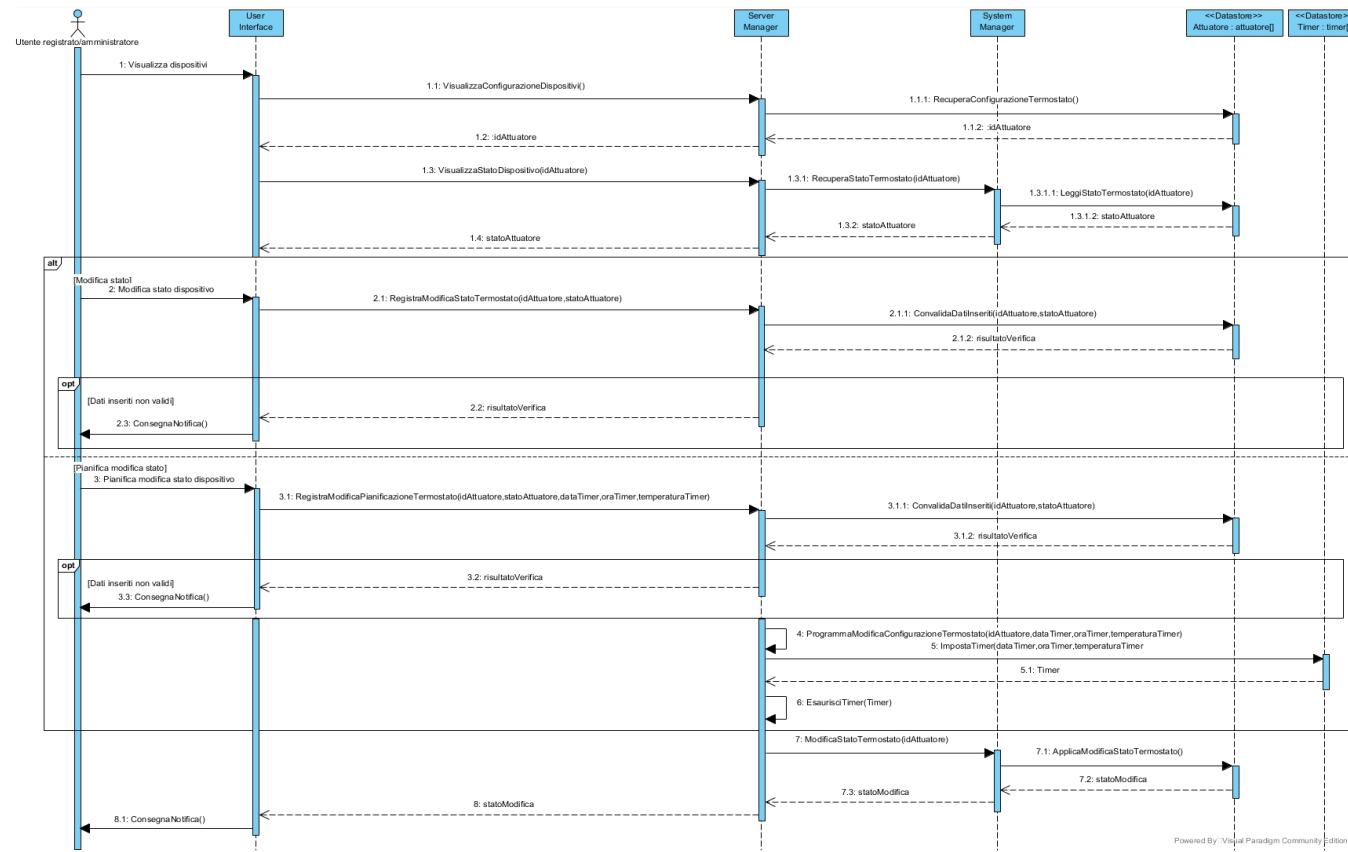 Utente registrato/amministratore
User
Interface
Server
Manager
System
Manager
<<Datastore>>
Attuatore : attuatore[]
<<Datastore>
Timer : timer[
1: Visualizza dispositivi
1.1: VisualizzaConfigurazioneDispositivi()
1.1.1: RecuperaConfigurazioneTermostato()
1.1.2: :idAttuatore
1.2: :idAttuatore
1.3: VisualizzaStatoDispositivo(idAttuatore)
1.3.1: RecuperaStatoTermostato(idAttuatore)
1.3.1.1: LeggiStatoTermostato(idAttuatore)
1.3.1.2: statoAttuatore
1.3.2: statoAttuatore
1.4: statoAttuatore
alt
[Modifica stato]
2: Modifica stato dispositivo
2.1: RegistraModificaStatoTermostato(idAttuatore,statoAttuatore)
2.1.1: ConvalidaDatiInseriti(idAttuatore,statoAttuatore)
2.1.2: risultatoVerifica
opt
[Dati inseriti non validi]
2.2: risultatoVerifica
2.3: ConsegnaNotifica()
[Pianifica modifica stato]
3: Pianifica modifica stato dispositivo
3.1: RegistraModificaPianificazioneTermostato(idAttuatore,statoAttuatore,dataTimer,oraTimer,temperaturaTimer)
3.1.1: ConvalidaDatiInseriti(idAttuatore,statoAttuatore)
3.1.2: risultatoVerifica
opt
[Dati inseriti non validi]
3.2: risultatoVerifica
3.3: ConsegnaNotifica()
4: ProgrammaModificaConfigurazioneTermostato(idAttuatore,dataTimer,oraTimer,temperaturaTimer)
5: ImpostaTimer(dataTimer,oraTimer,temperaturaTimer
5.1: Timer
6: EsaurisciTimer(Timer)
7: ModificaStatoTermostato(idAttuatore)
7.1: ApplicaModificaStatoTermostato()
7.2: statoModifica
7.3: statoModifica
8: statoModifica
8.1: ConsegnaNotifica()
Powered By Visual Paradigm Community Edition